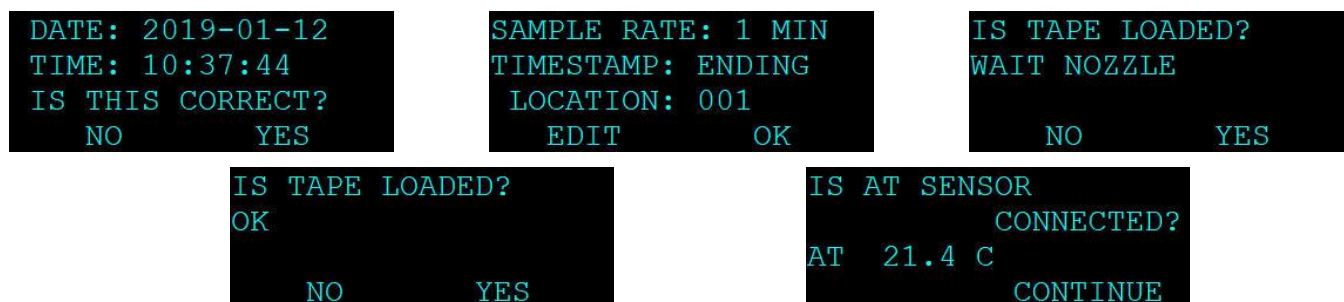 DATE: 2019-01-12
TIME: 10:37:44
IS THIS CORRECT?
NO YES
SAMPLE RATE: 1 MIN
TIMESTAMP: ENDING
LOCATION: 001
EDIT OK
IS TAPE LOADED?
WAIT NOZZLE
NO YES
IS TAPE LOADED?
OK
NO YES
IS AT SENSOR
CONNECTED?
AT 21.4 C
CONTINUE